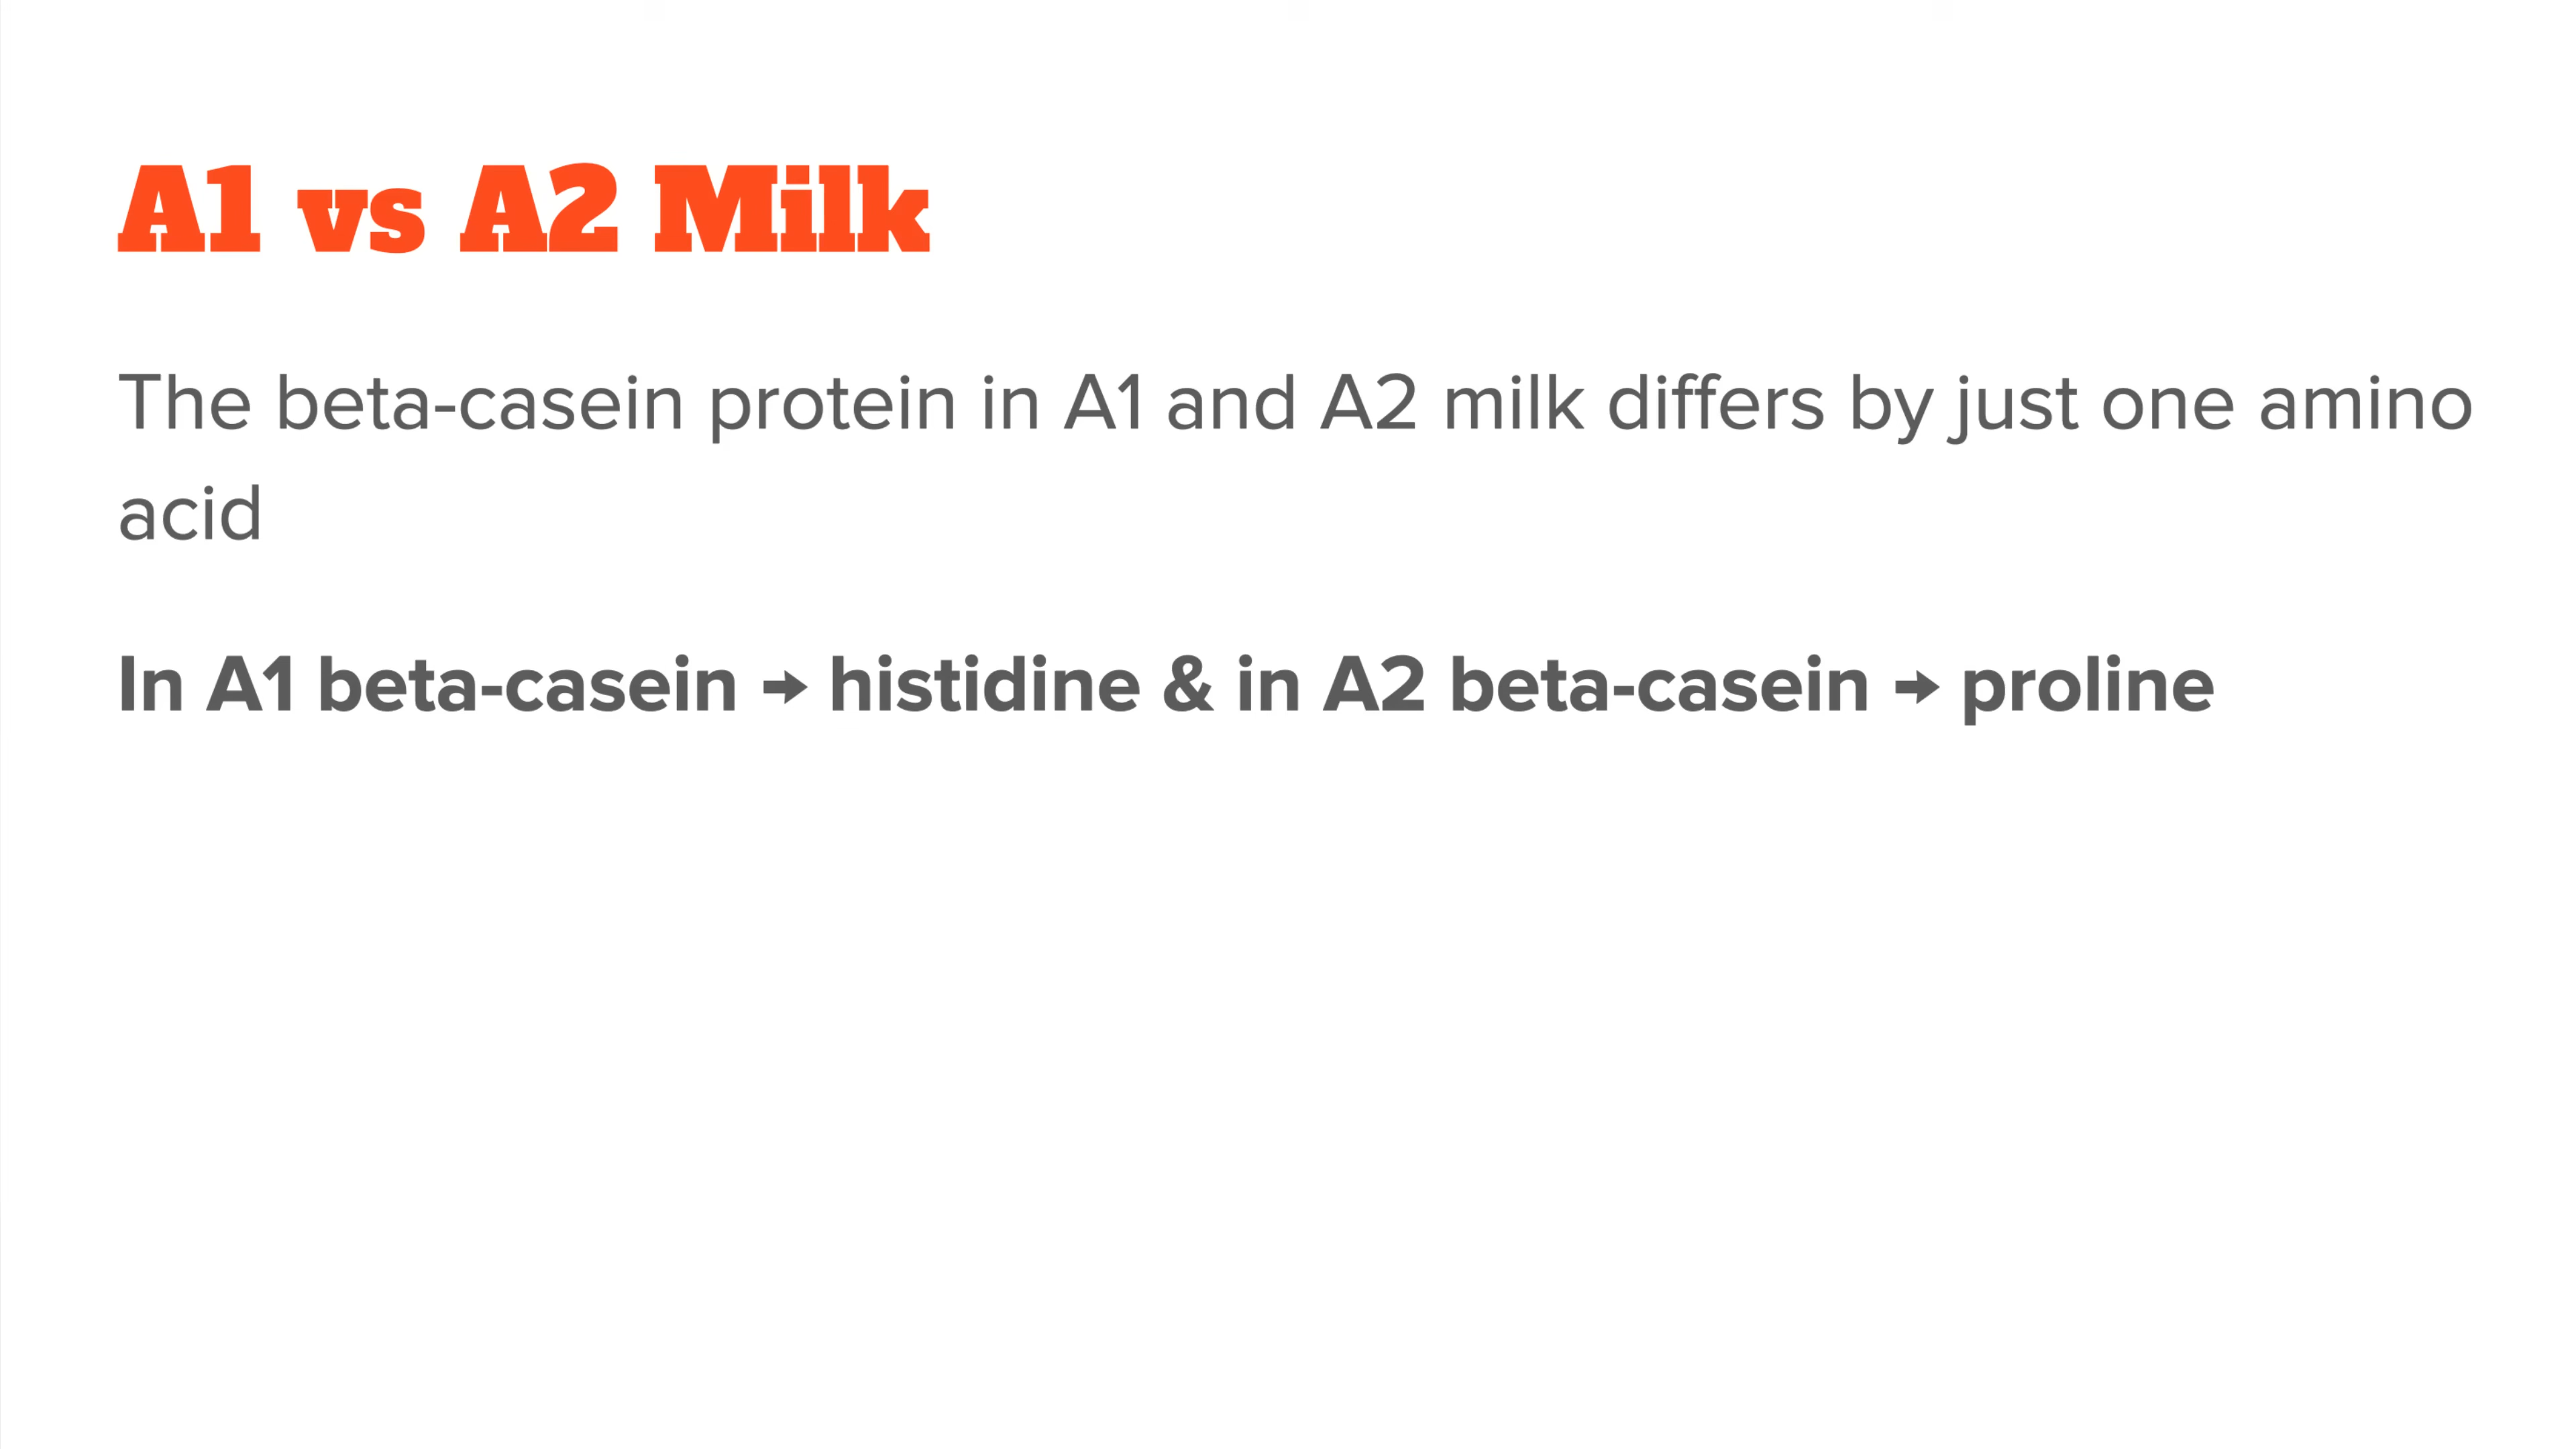 A1 vs A2 Milk
The beta-casein protein in A1 and A2 milk differs by just one amino
acid
In A1 beta-casein → histidine & in A2 beta-casein → proline